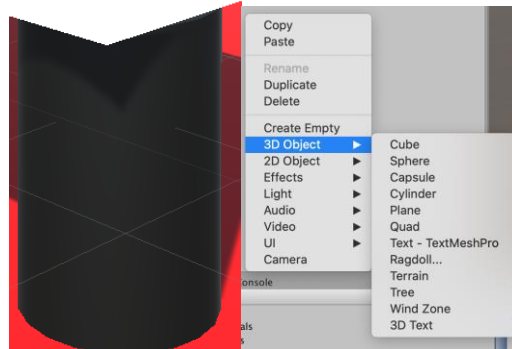 Copy
Paste
Rename
Duplicate
Delete
Create Empty
3D Object
2D Object
Effects
Light
Audio
Video
UI
Camera
Cube
Sphere
Capsule
Cylinder
Plane
Quad
Text - TextMeshPro
Ragdoll...
Terrain
Tree
Wind Zone
3D Text
onsole
als
s